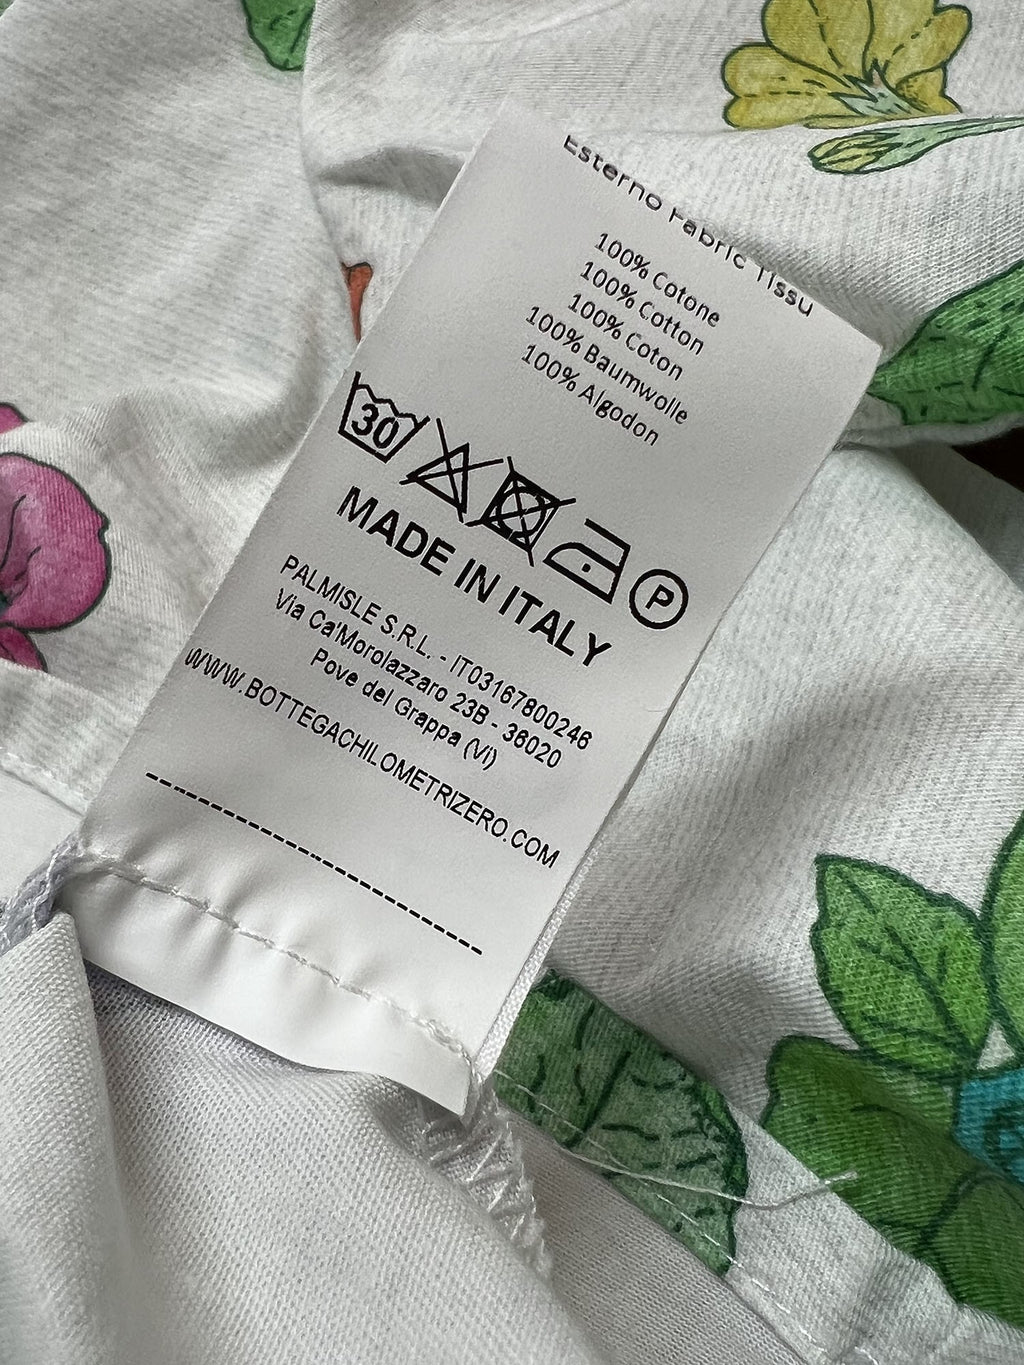 Esterno Fabric Tissu
100% Cotone
100% Cotton
100% Coton
100% Baumwolle
100% Algodon
30
P
MADE IN ITALY
PALMISLE S.R.L. - IT03167800246
Via Ca'Morolazzaro 23B - 36020
Pove del Grappa (VI)
WWW.BOTTEGACHILOMETRIZERO.COM